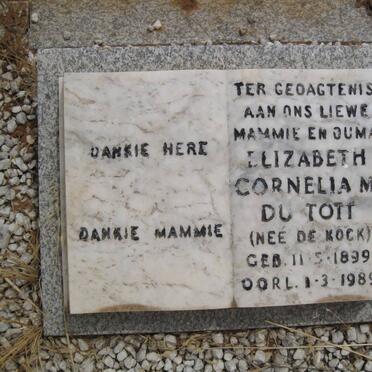 DANKIE HERE
DANKIE MAMMIE
TER GEDAGTENIS
AAN ONS LIEWE
MAMMIE EN OUMA
ELIZABETH
CORNELIA M
DU TOIT
(NEE DE KOCK)
GEB. 11-5-1899
OORL. 1-3-1989